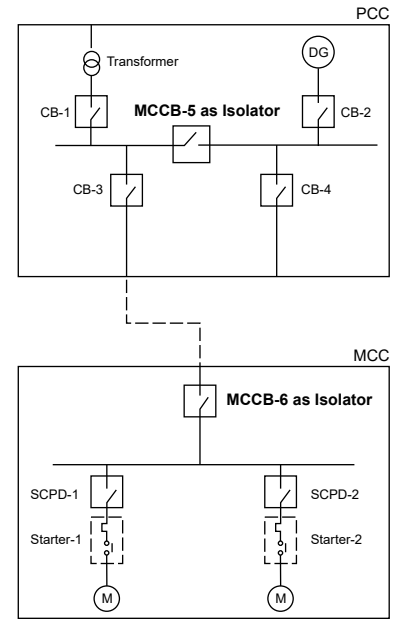 PCC
Transformer
DG
CB-1
MCCB-5 as Isolator
CB-2
CB-3
CB-4
MCC
MCCB-6 as Isolator
SCPD-1
SCPD-2
Starter-1
Starter-2
M
M